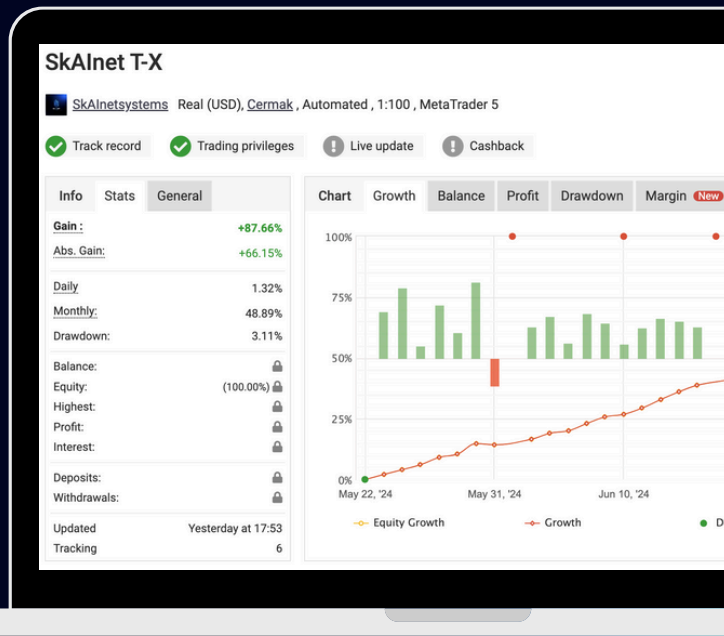 SkAInet T-X
SkAInetsystems Real (USD), Cermak , Automated , 1:100 , MetaTrader 5
Track record Trading privileges Live update Cashback
Info Stats General
Gain : +87.66%
Abs. Gain: +66.15%
Daily 1.32%
Monthly: 48.89%
Drawdown: 3.11%
Balance:
Equity: (100.00%)
Highest:
Profit:
Interest:
Deposits:
Withdrawals:
Updated Yesterday at 17:53
Tracking 6
Chart Growth Balance Profit Drawdown Margin New
100%
75%
50%
25%
0%
May 22, '24 May 31, '24 Jun 10, '24
Equity Growth Growth D